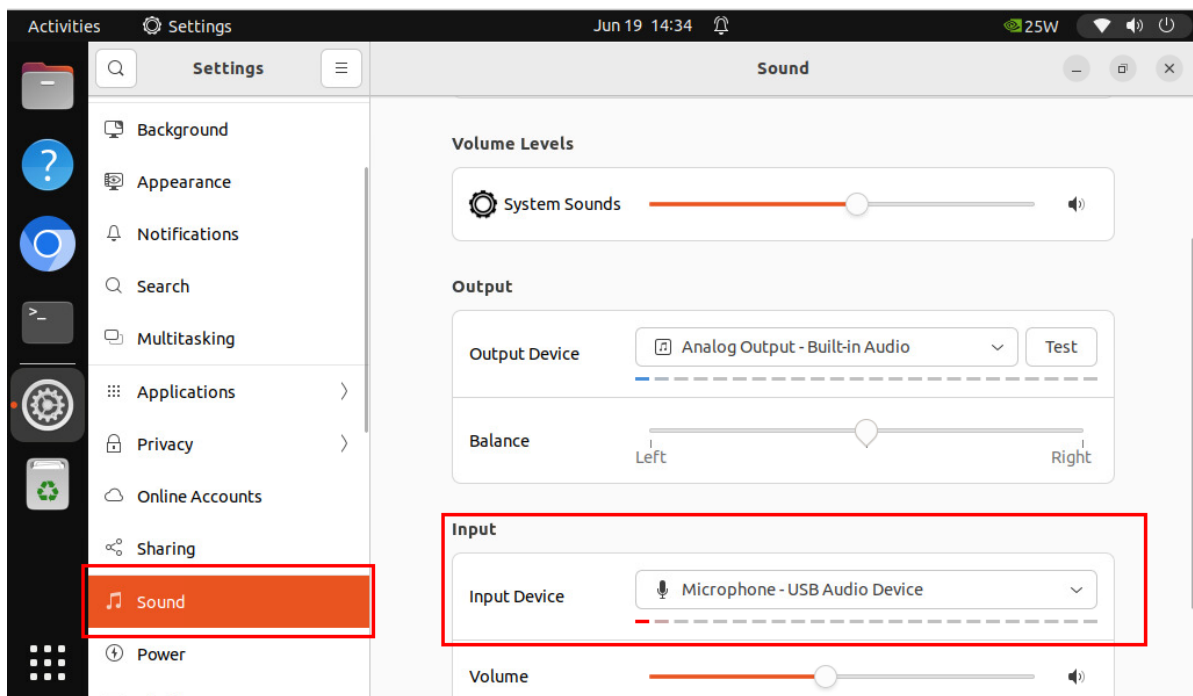 Activities Settings Jun 19 14:34 25W
Settings Sound
Background
Appearance
Notifications
Search
Multitasking
Applications
Privacy
Online Accounts
Sharing
Sound
Power
Volume Levels
System Sounds
Output
Output Device Analog Output - Built-in Audio Test
Balance
Left Right
Input
Input Device Microphone - USB Audio Device
Volume